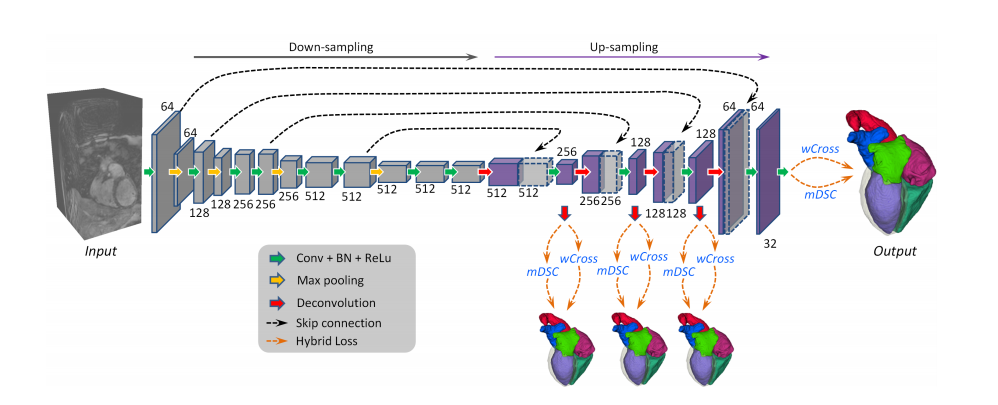 Down-sampling
Up-sampling
64
64
128
128
256
256
256
512
512
512
512
512
512
512
256
256
256
128
128
128
128
64
64
32
wCross
mDSC
Input
Output
Conv + BN + ReLu
Max pooling
Deconvolution
Skip connection
Hybrid Loss
mDSC
wCross
mDSC
wCross
mDSC
wCross